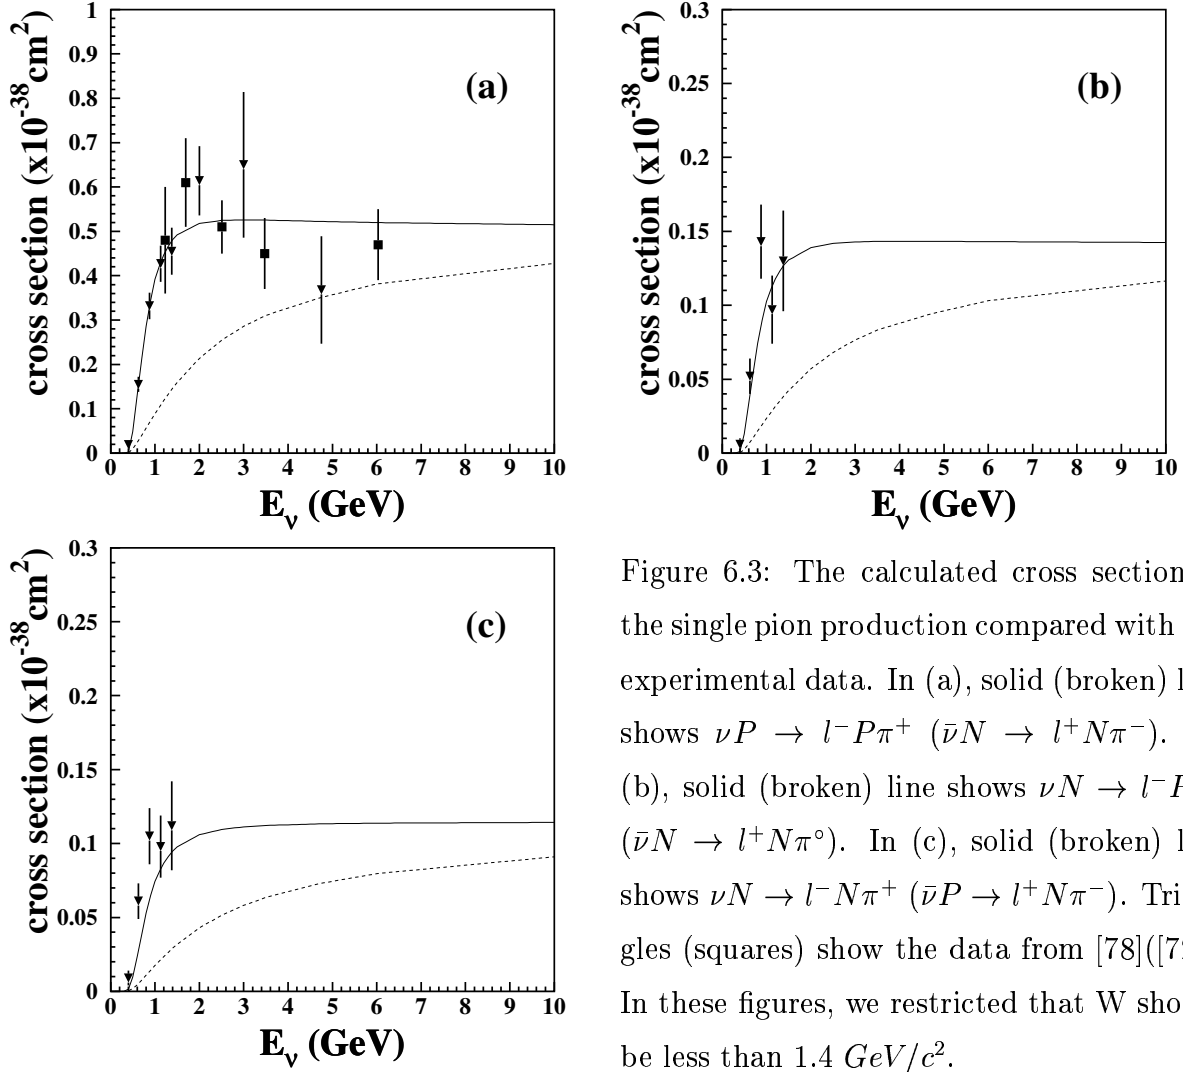 cross section (x10⁻³⁸cm²)
1
0.9
0.8
0.7
0.6
0.5
0.4
0.3
0.2
0.1
0
(a)
0 1 2 3 4 5 6 7 8 9 10
E_ν (GeV)
cross section (x10⁻³⁸cm²)
0.3
0.25
0.2
0.15
0.1
0.05
0
(b)
0 1 2 3 4 5 6 7 8 9 10
E_ν (GeV)
cross section (x10⁻³⁸cm²)
0.3
0.25
0.2
0.15
0.1
0.05
0
(c)
0 1 2 3 4 5 6 7 8 9 10
E_ν (GeV)
Figure 6.3: The calculated cross section
the single pion production compared with
experimental data. In (a), solid (broken) l
shows νP → l⁻Pπ⁺ (ν̄N → l⁺Nπ⁻).
(b), solid (broken) line shows νN → l⁻
(ν̄N → l⁺Nπ°). In (c), solid (broken) l
shows νN → l⁻Nπ⁺ (ν̄P → l⁺Nπ⁻). Tri
gles (squares) show the data from [78]([7
In these figures, we restricted that W sho
be less than 1.4 GeV/c².